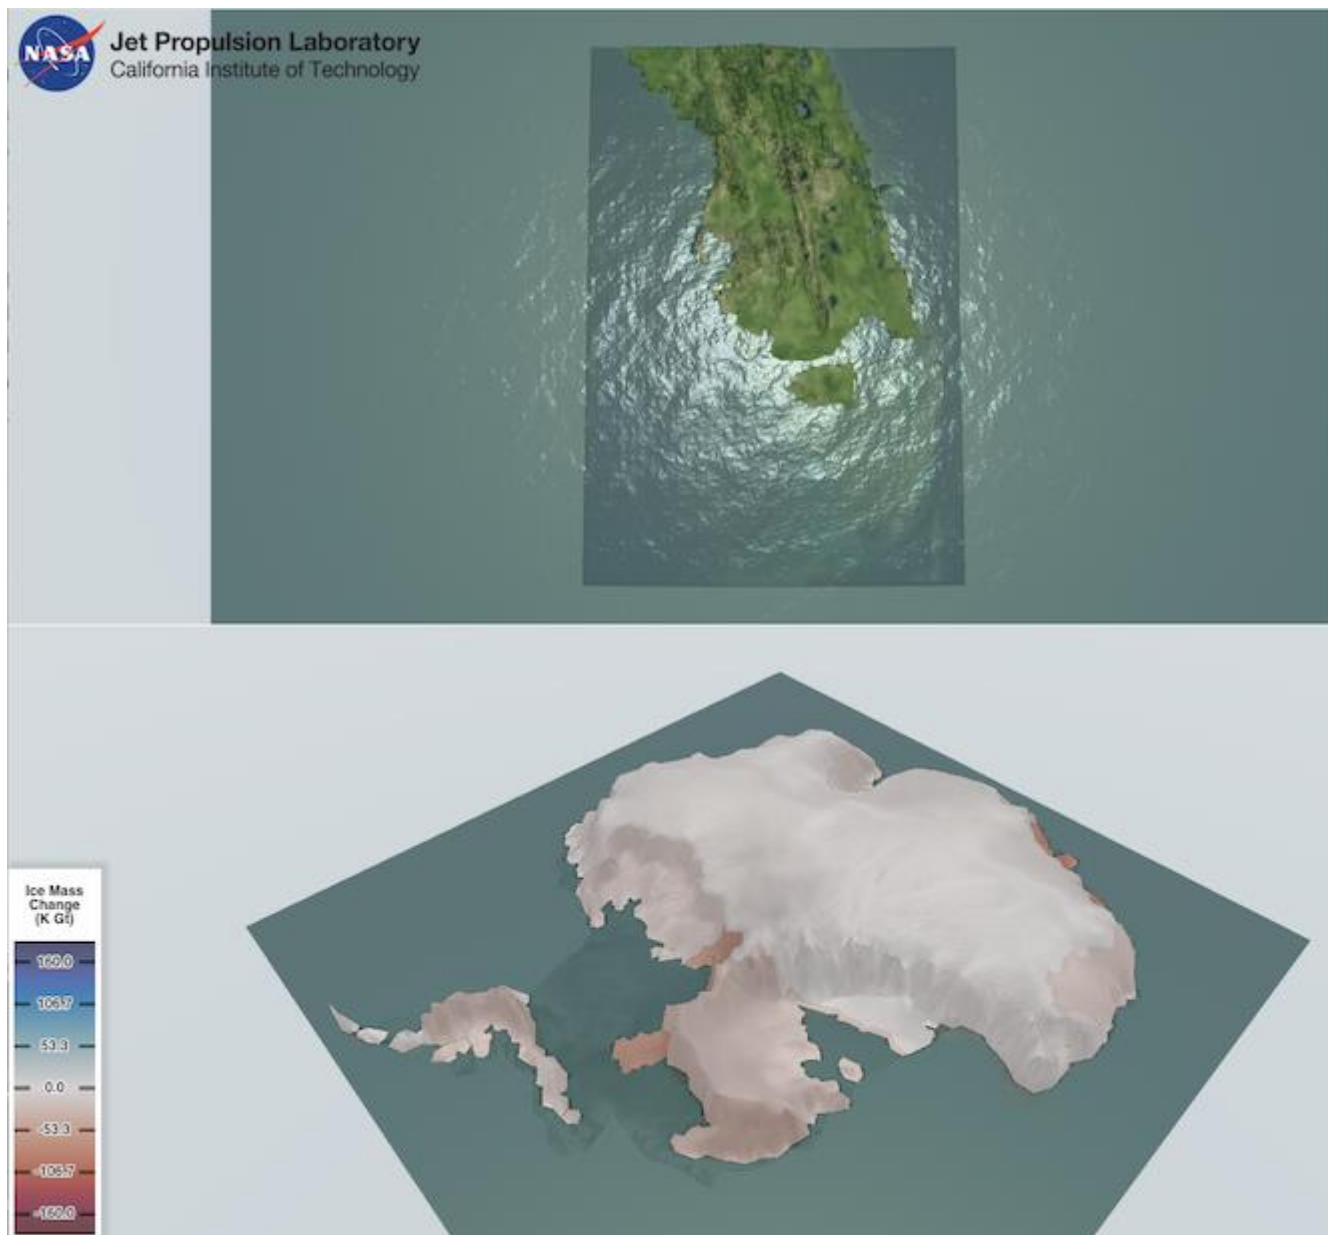 NASA
Jet Propulsion Laboratory
California Institute of Technology
Ice Mass
Change
(K Gt)
160.0
106.7
53.3
0.0
-53.3
-106.7
-160.0